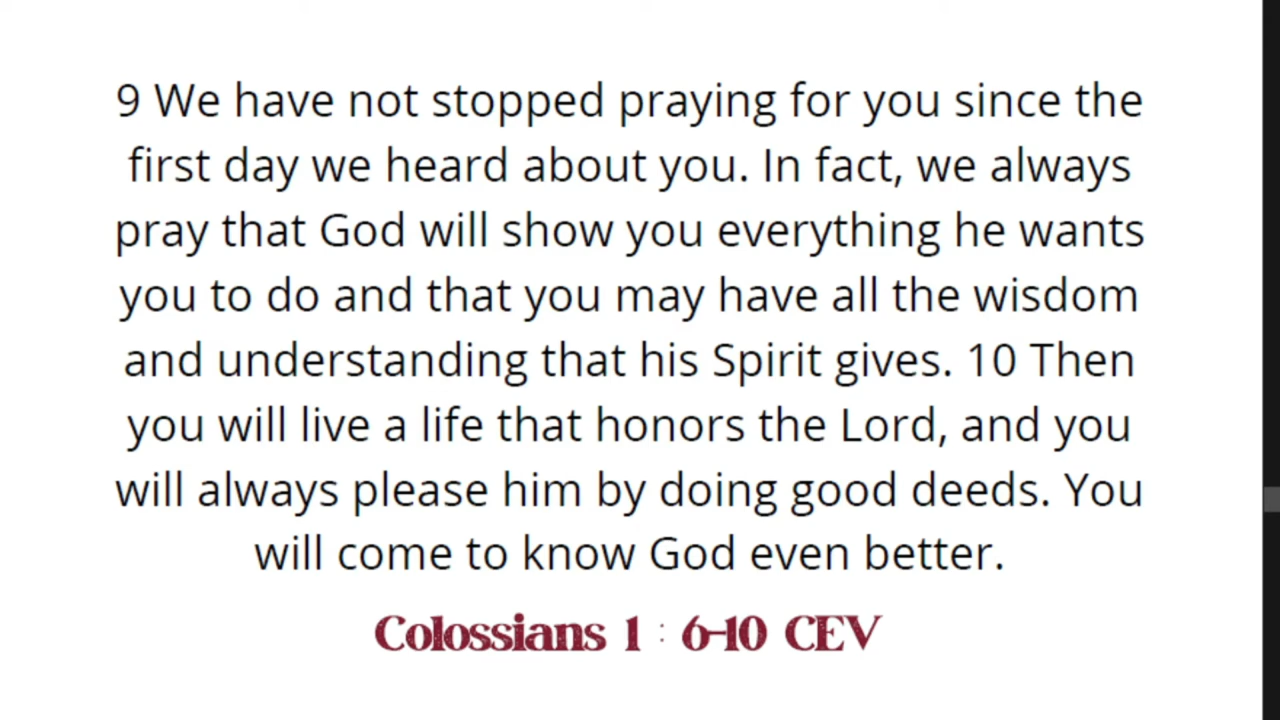 9 We have not stopped praying for you since the
first day we heard about you. In fact, we always
pray that God will show you everything he wants
you to do and that you may have all the wisdom
and understanding that his Spirit gives. 10 Then
you will live a life that honors the Lord, and you
will always please him by doing good deeds. You
will come to know God even better.
Colossians 1 : 6-10 CEV